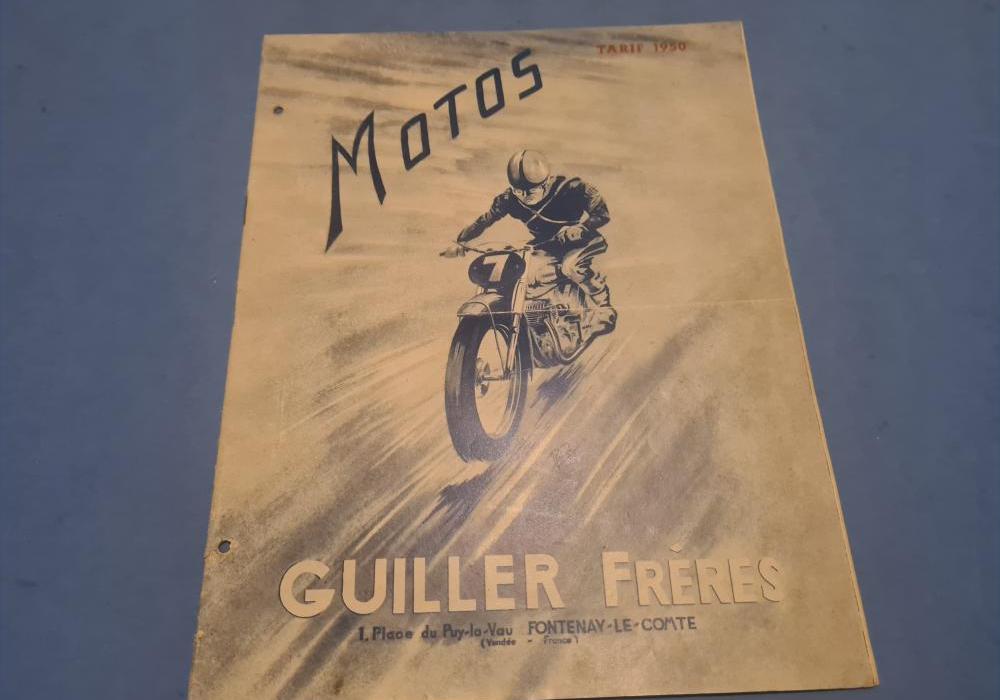 TARIF 1950
MOTOS
7
GUILLER FRÈRES
1, Place du Puy-la-Vau FONTENAY-LE-COMTE
(Vendée - France)